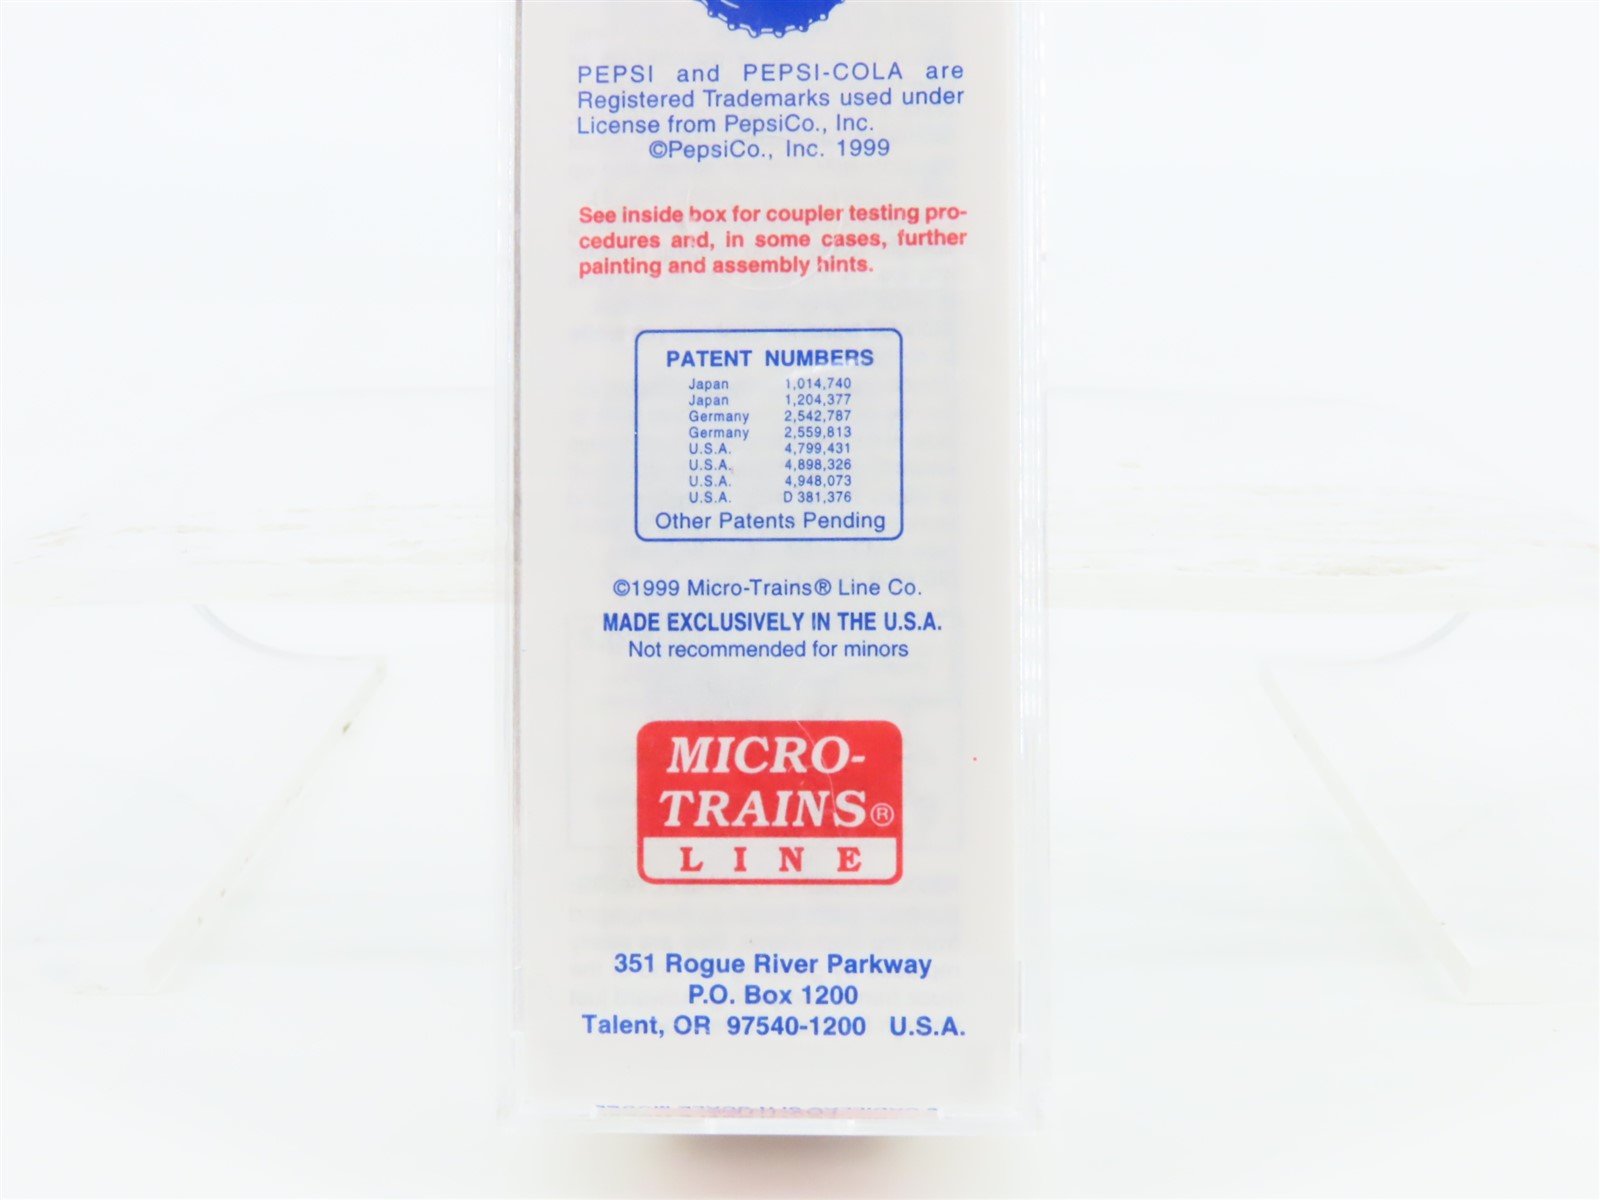 PEPSI and PEPSI-COLA are
Registered Trademarks used under
License from PepsiCo., Inc.
©PepsiCo., Inc. 1999
See inside box for coupler testing pro-
cedures and, in some cases, further
painting and assembly hints.
PATENT NUMBERS
Japan 1,014,740
Japan 1,204,377
Germany 2,542,787
Germany 2,559,813
U.S.A. 4,799,431
U.S.A. 4,898,326
U.S.A. 4,948,073
U.S.A. D 381,376
Other Patents Pending
©1999 Micro-Trains® Line Co.
MADE EXCLUSIVELY IN THE U.S.A.
Not recommended for minors
MICRO-
TRAINS®
LINE
351 Rogue River Parkway
P.O. Box 1200
Talent, OR 97540-1200 U.S.A.